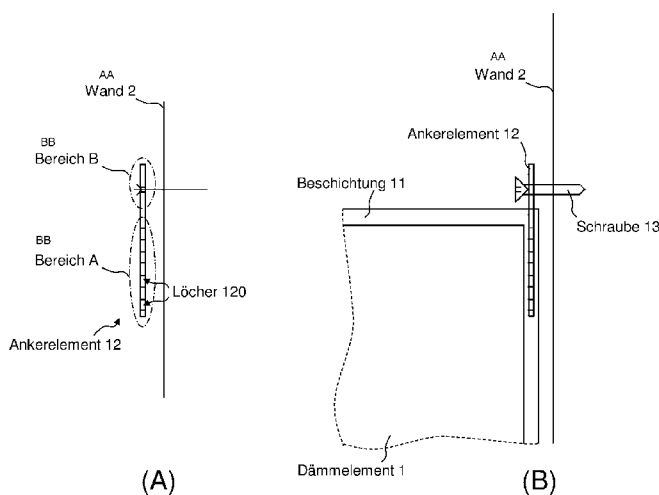 AA
Wand 2
BB
Bereich B
BB
Bereich A
Löcher 120
Ankerelement 12
(A)
AA
Wand 2
Ankerelement 12
Beschichtung 11
Schraube 13
Dämmelement 1
(B)